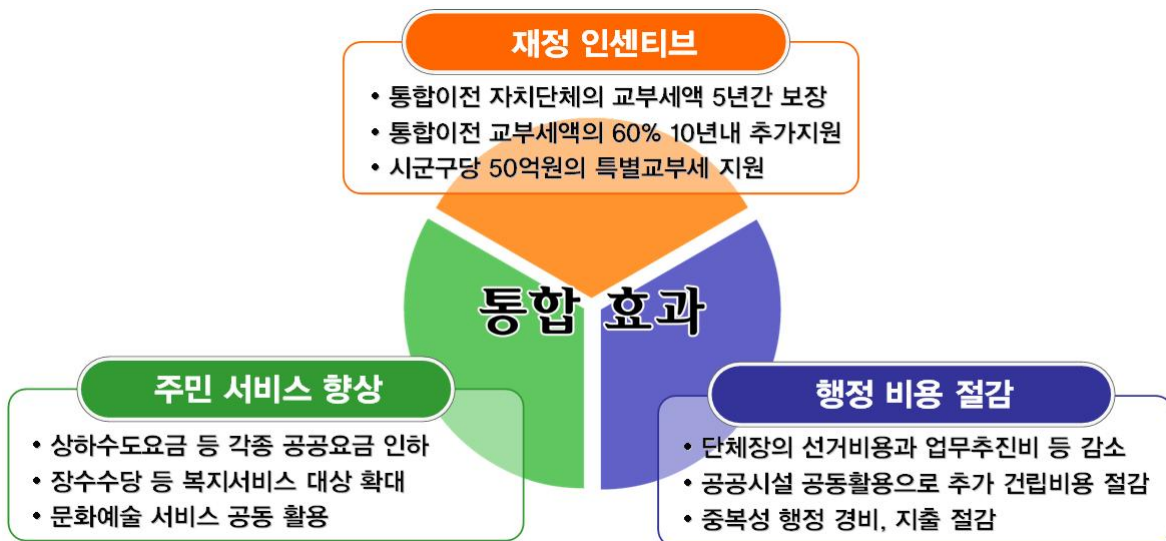 재정 인센티브
• 통합이전 자치단체의 교부세액 5년간 보장
• 통합이전 교부세액의 60% 10년내 추가지원
• 시군구당 50억원의 특별교부세 지원
통합 효과
주민 서비스 향상
• 상하수도요금 등 각종 공공요금 인하
• 장수수당 등 복지서비스 대상 확대
• 문화예술 서비스 공동 활용
행정 비용 절감
• 단체장의 선거비용과 업무추진비 등 감소
• 공공시설 공동활용으로 추가 건립비용 절감
• 중복성 행정 경비, 지출 절감